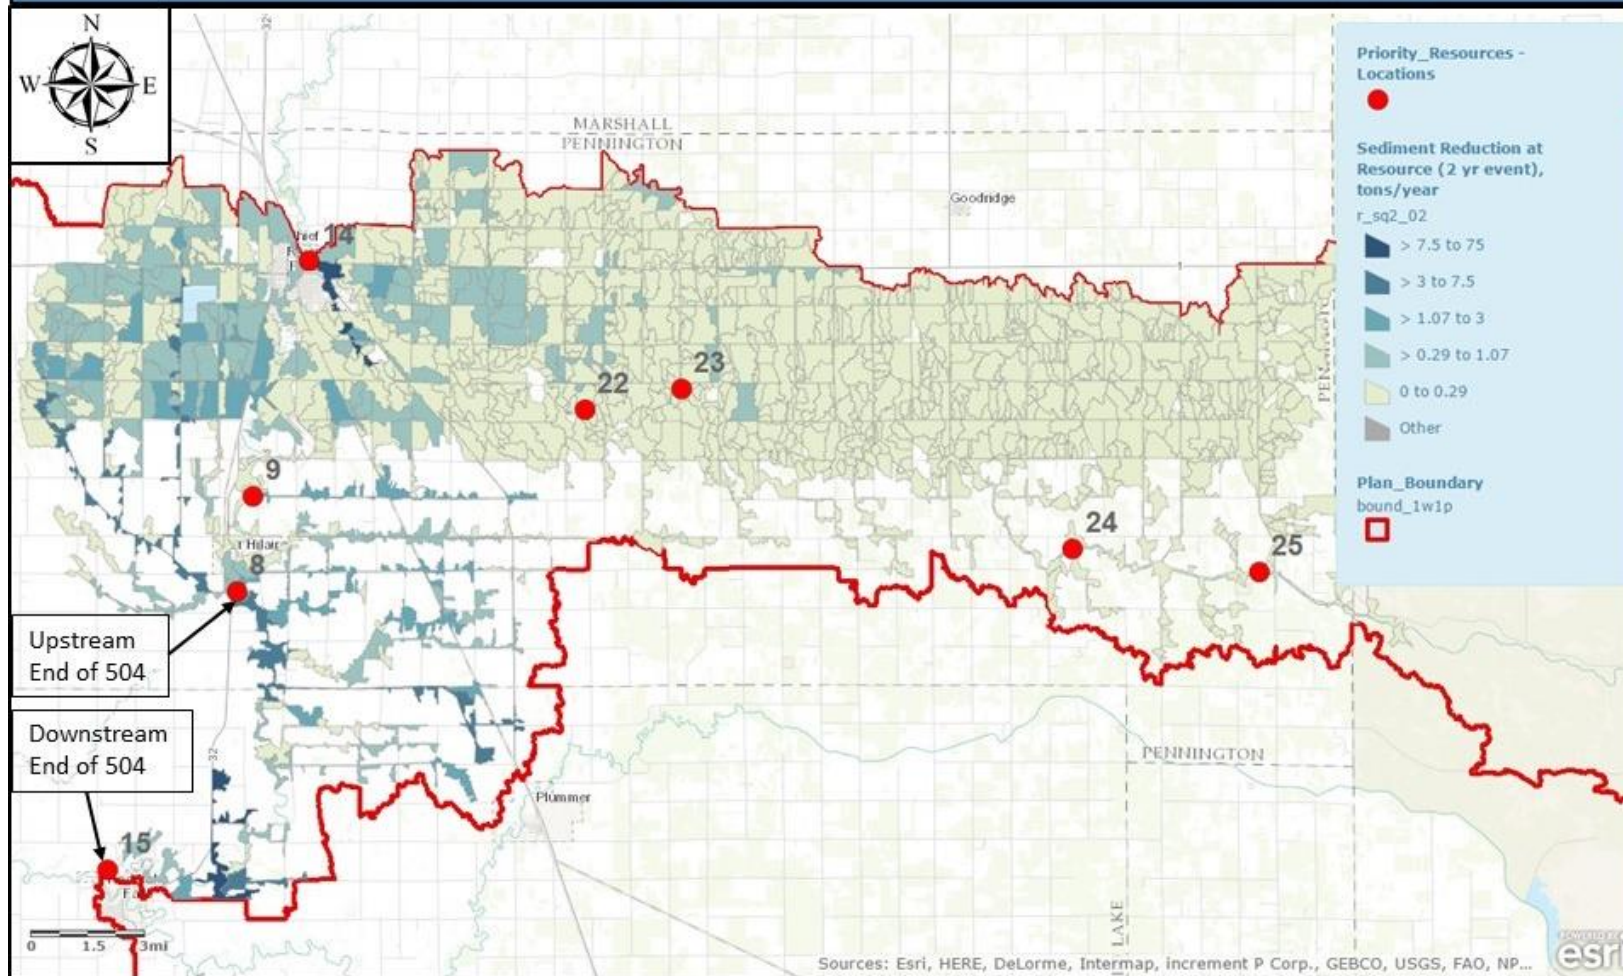 N
W
E
S
32
MARSHALL
PENNINGTON
Goodridge
14
1
22
23
9
8
24
25
15
Upstream
End of 504
Downstream
End of 504
32
Plummer
PENNINGTON
LAKE
0 1.5 3mi
Priority_Resources -
Locations
Sediment Reduction at
Resource (2 yr event),
tons/year
r_sq2_02
> 7.5 to 75
> 3 to 7.5
> 1.07 to 3
> 0.29 to 1.07
0 to 0.29
Other
Plan_Boundary
bound_1w1p
Sources: Esri, HERE, DeLorme, Intermap, increment P Corp., GEBCO, USGS, FAO, NP...
esri